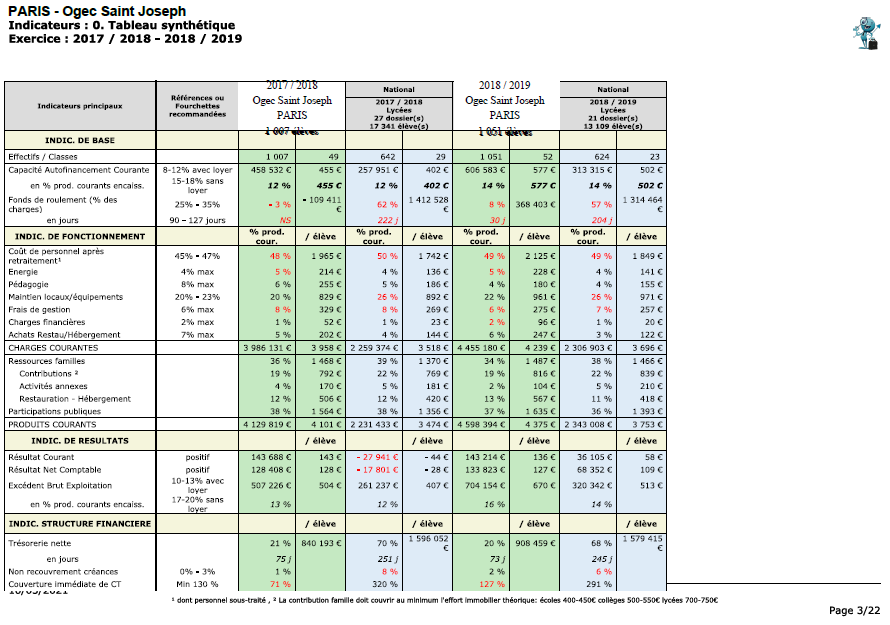 PARIS - Ogec Saint Joseph
Indicateurs : 0. Tableau synthétique
Exercice : 2017 / 2018 - 2018 / 2019
Indicateurs principaux Références ou Fourchettes recommandées 2017 / 2018 Ogec Saint Joseph PARIS 1 007 élèves National 2017 / 2018 Lycées 27 dossier(s) 17 341 élève(s) 2018 / 2019 Ogec Saint Joseph PARIS 1 051 élèves National 2018 / 2019 Lycées 21 dossier(s) 13 109 élève(s)
INDIC. DE BASE
Effectifs / Classes 1 007 49 642 29 1 051 52 624 23
Capacité Autofinancement Courante 8-12% avec loyer 458 532 € 455 € 257 951 € 402 € 606 583 € 577 € 313 315 € 502 €
en % prod. courants encaiss. 15-18% sans loyer 12 % 455 € 12 % 402 € 14 % 577 € 14 % 502 €
Fonds de roulement (% des charges) 25% - 35% - 3 % - 109 411 € 62 % 1 412 528 € 8 % 368 403 € 57 % 1 314 464 €
en jours 90 - 127 jours NS 222 j 30 j 204 j
INDIC. DE FONCTIONNEMENT % prod. cour. / élève % prod. cour. / élève % prod. cour. / élève % prod. cour. / élève
Coût de personnel après retraitement¹ 45% - 47% 48 % 1 965 € 50 % 1 742 € 49 % 2 125 € 49 % 1 849 €
Energie 4% max 5 % 214 € 4 % 136 € 5 % 228 € 4 % 141 €
Pédagogie 8% max 6 % 255 € 5 % 186 € 4 % 180 € 4 % 155 €
Maintien locaux/équipements 20% - 23% 20 % 829 € 26 % 892 € 22 % 961 € 26 % 971 €
Frais de gestion 6% max 8 % 329 € 8 % 269 € 6 % 275 € 7 % 257 €
Charges financières 2% max 1 % 52 € 1 % 23 € 2 % 96 € 1 % 20 €
Achats Restau/Hébergement 7% max 5 % 202 € 4 % 144 € 6 % 247 € 3 % 122 €
CHARGES COURANTES 3 986 131 € 3 958 € 2 259 374 € 3 518 € 4 455 180 € 4 239 € 2 306 903 € 3 696 €
Ressources familles 36 % 1 468 € 39 % 1 370 € 34 % 1 487 € 38 % 1 466 €
Contributions ² 19 % 792 € 22 % 769 € 19 % 816 € 22 % 839 €
Activités annexes 4 % 170 € 5 % 181 € 2 % 104 € 5 % 210 €
Restauration - Hébergement 12 % 506 € 12 % 420 € 13 % 567 € 11 % 418 €
Participations publiques 38 % 1 564 € 38 % 1 356 € 37 % 1 635 € 36 % 1 393 €
PRODUITS COURANTS 4 129 819 € 4 101 € 2 231 433 € 3 474 € 4 598 394 € 4 375 € 2 343 008 € 3 753 €
INDIC. DE RESULTATS / élève / élève / élève / élève
Résultat Courant positif 143 688 € 143 € - 27 941 € - 44 € 143 214 € 136 € 36 105 € 58 €
Résultat Net Comptable positif 128 408 € 128 € - 17 801 € - 28 € 133 823 € 127 € 68 352 € 109 €
Excédent Brut Exploitation 10-13% avec loyer 507 226 € 504 € 261 237 € 407 € 704 154 € 670 € 320 342 € 513 €
en % prod. courants encaiss. 17-20% sans loyer 13 % 12 % 16 % 14 %
INDIC. STRUCTURE FINANCIERE / élève / élève / élève / élève
Trésorerie nette 21 % 840 193 € 70 % 1 596 052 € 20 % 908 459 € 68 % 1 579 415 €
en jours 75 j 251 j 73 j 245 j
Non recouvrement créances 0% - 3% 1 % 8 % 2 % 6 %
Couverture immédiate de CT Min 130 % 71 % 320 % 127 % 291 %
¹ dont personnel sous-traité , ² La contribution famille doit couvrir au minimum l'effort immobilier théorique: écoles 400-450€ collèges 500-550€ lycées 700-750€
Page 3/22